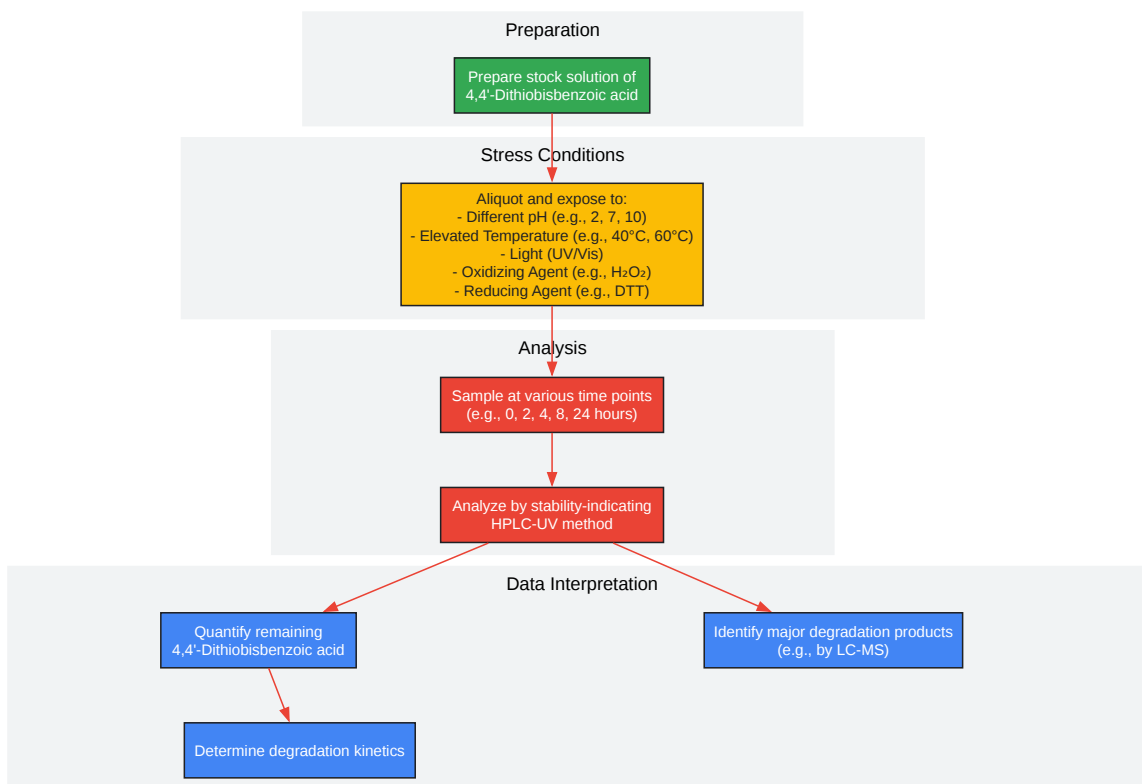 Preparation
Prepare stock solution of
4,4'-Dithiobisbenzoic acid
Stress Conditions
Aliquot and expose to:
- Different pH (e.g., 2, 7, 10)
- Elevated Temperature (e.g., 40°C, 60°C)
- Light (UV/Vis)
- Oxidizing Agent (e.g., H₂O₂)
- Reducing Agent (e.g., DTT)
Analysis
Sample at various time points
(e.g., 0, 2, 4, 8, 24 hours)
Analyze by stability-indicating
HPLC-UV method
Data Interpretation
Quantify remaining
4,4'-Dithiobisbenzoic acid
Identify major degradation products
(e.g., by LC-MS)
Determine degradation kinetics